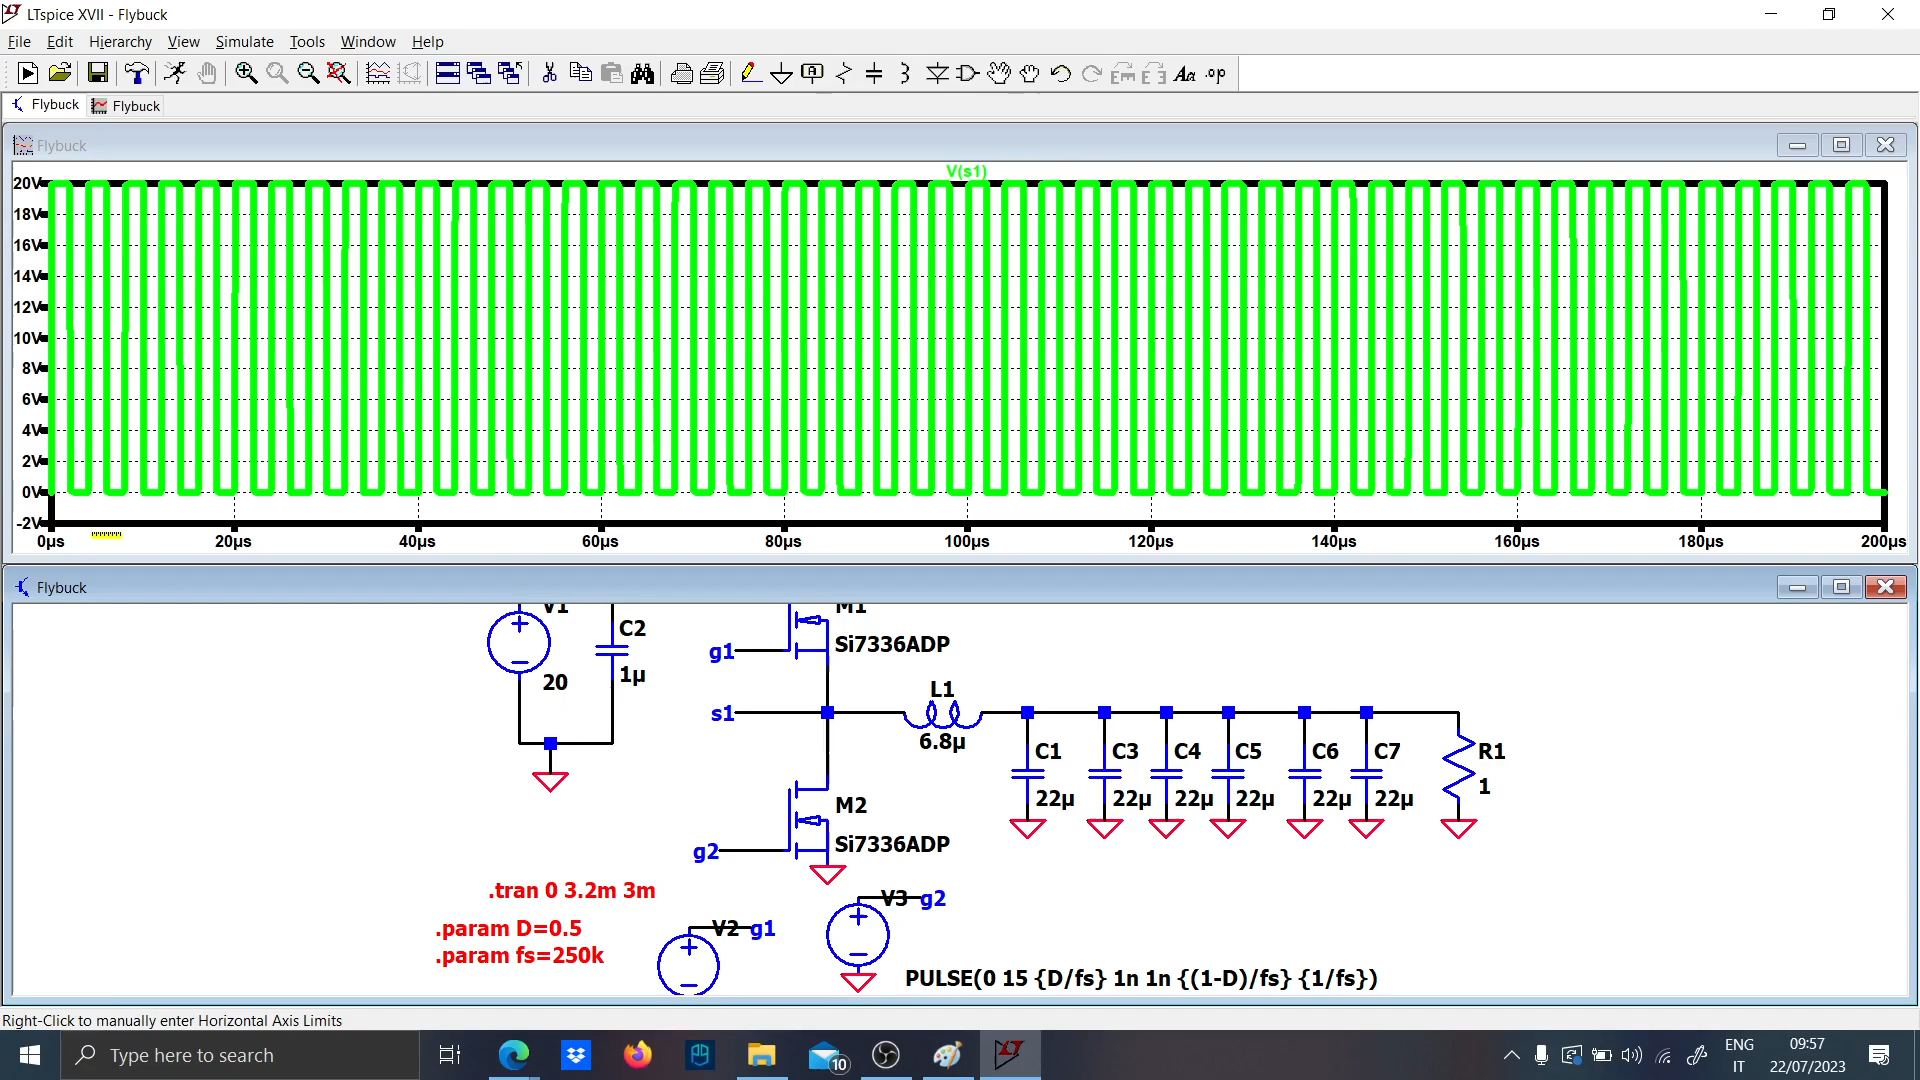 LTspice XVII - Flybuck
File Edit Hierarchy View Simulate Tools Window Help
Flybuck Flybuck
Flybuck
V(s1)
20V
18V
16V
14V
12V
10V
8V
6V
4V
2V
0V
-2V
0µs 20µs 40µs 60µs 80µs 100µs 120µs 140µs 160µs 180µs 200µs
Flybuck
V1
20
C2
1µ
M1
Si7336ADP
g1
s1
L1
6.8µ
C1 C3 C4 C5 C6 C7
22µ 22µ 22µ 22µ 22µ 22µ
R1
1
M2
Si7336ADP
g2
.tran 0 3.2m 3m
.param D=0.5
.param fs=250k
V2 g1
V3 g2
PULSE(0 15 {D/fs} 1n 1n {(1-D)/fs} {1/fs})
Right-Click to manually enter Horizontal Axis Limits
Type here to search
10
ENG
IT
09:57
22/07/2023